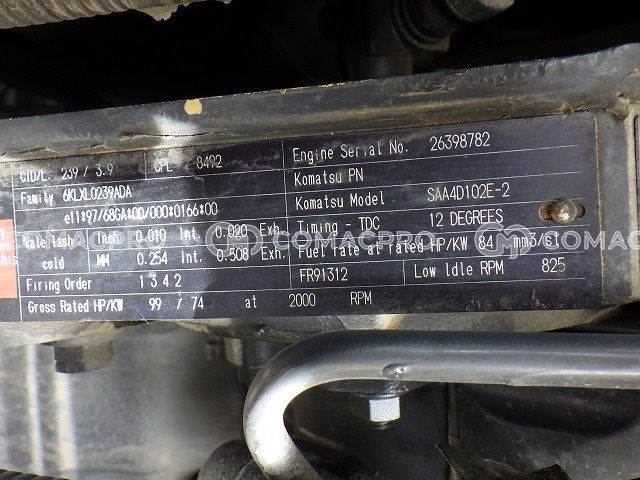 CID/L. 239 / 3.9 CPL 8492
Family 6KLXL0239ADA
e11*97/68GA*00/000*0166*00
Vale lash Inch 0.010 Int. 0.020 Exh.
cold MM 0.254 Int. 0.508 Exh.
Firing Order 1 3 4 2
Gross Rated HP/KW 99 / 74 at 2000 RPM
Engine Serial No. 26398782
Komatsu PN
Komatsu Model SAA4D102E-2
Timing - TDC 12 DEGREES
Fuel rate at rated HP/KW 84 mm3/st
FR91312 Low Idle RPM 825
COMACPRO
COMACPRO